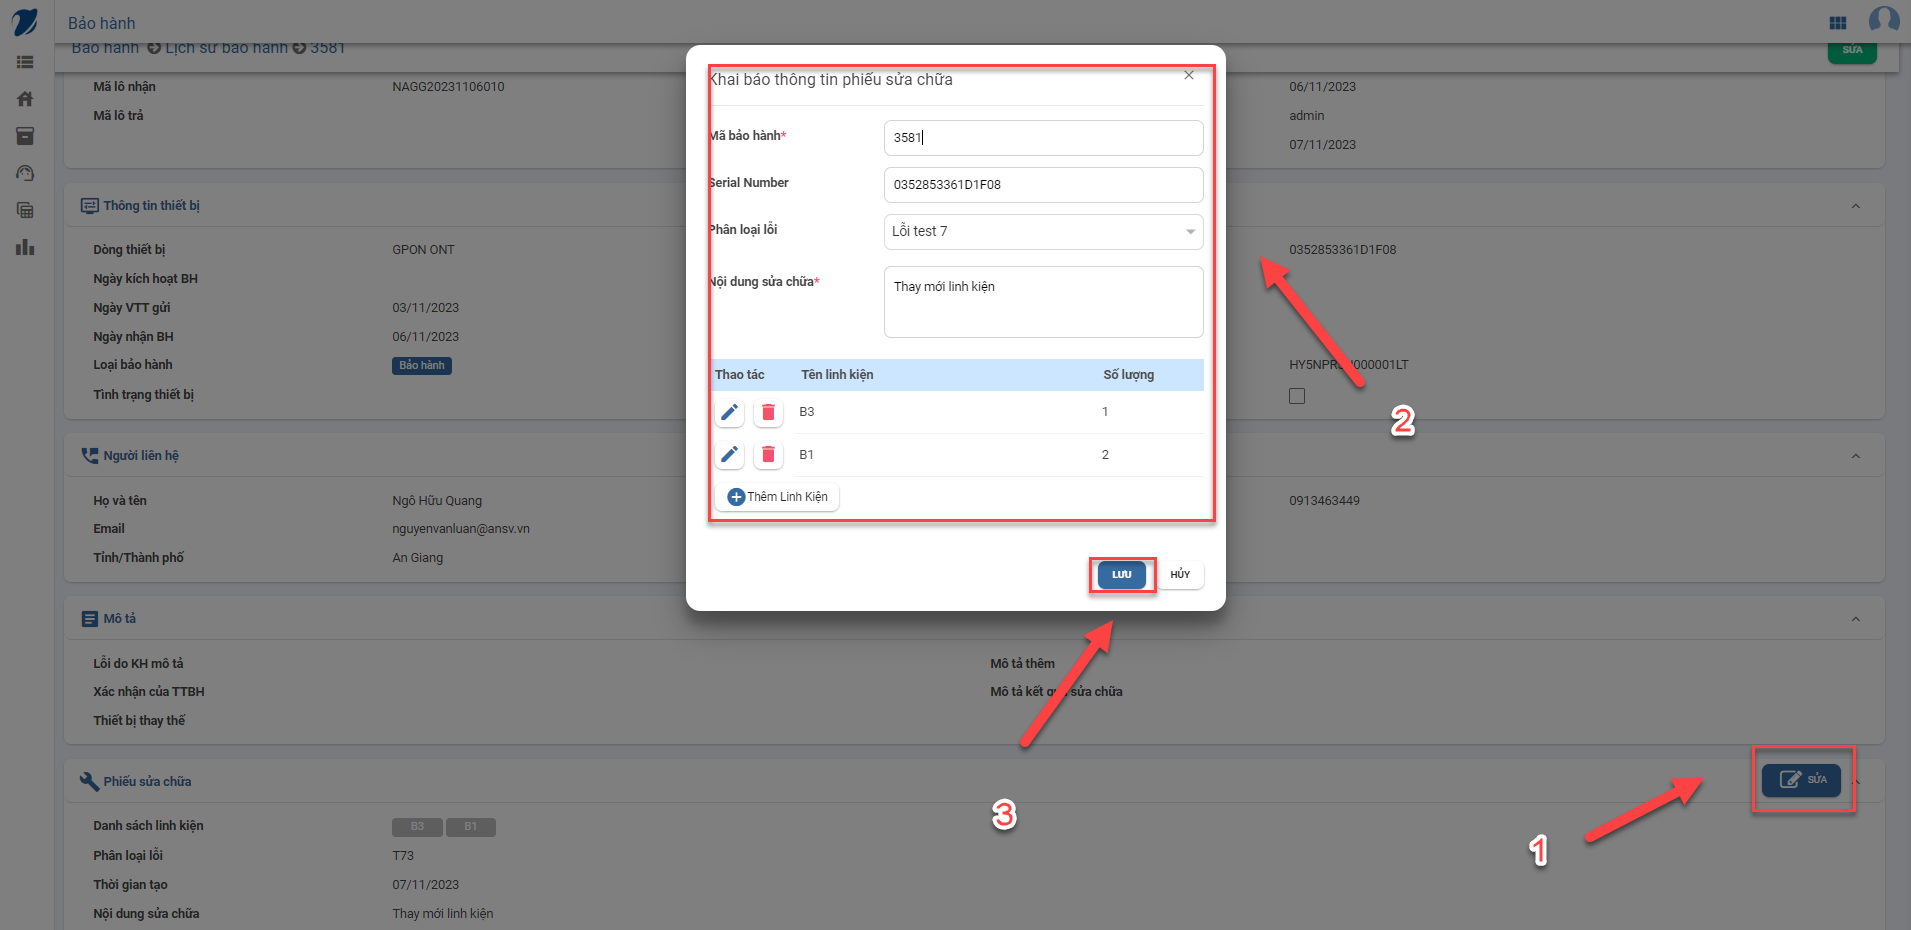 Bảo hành
Bảo hành Lịch sử bảo hành 3581
SỬA
Mã lô nhận NAGG20231106010 06/11/2023
Mã lô trả admin
07/11/2023
Thông tin thiết bị
Dòng thiết bị GPON ONT 0352853361D1F08
Ngày kích hoạt BH
Ngày VTT gửi 03/11/2023
Ngày nhận BH 06/11/2023
Loại bảo hành Bảo hành
Tình trạng thiết bị
Người liên hệ
Họ và tên Ngô Hữu Quang 0913463449
Email nguyenvanluan@ansv.vn
Tỉnh/Thành phố An Giang
Mô tả
Lỗi do KH mô tả Mô tả thêm
Xác nhận của TTBH Mô tả kết sửa chữa
Thiết bị thay thế
Phiếu sửa chữa SỬA
Danh sách linh kiện B3 B1
Phân loại lỗi T73
Thời gian tạo 07/11/2023
Nội dung sửa chữa Thay mới linh kiện
Khai báo thông tin phiếu sửa chữa
Mã bảo hành* 3581
Serial Number 0352853361D1F08
Phân loại lỗi Lỗi test 7
Nội dung sửa chữa* Thay mới linh kiện
Thao tác Tên linh kiện Số lượng
B3 1
B1 2
Thêm Linh Kiện
LƯU HỦY
2
3
1